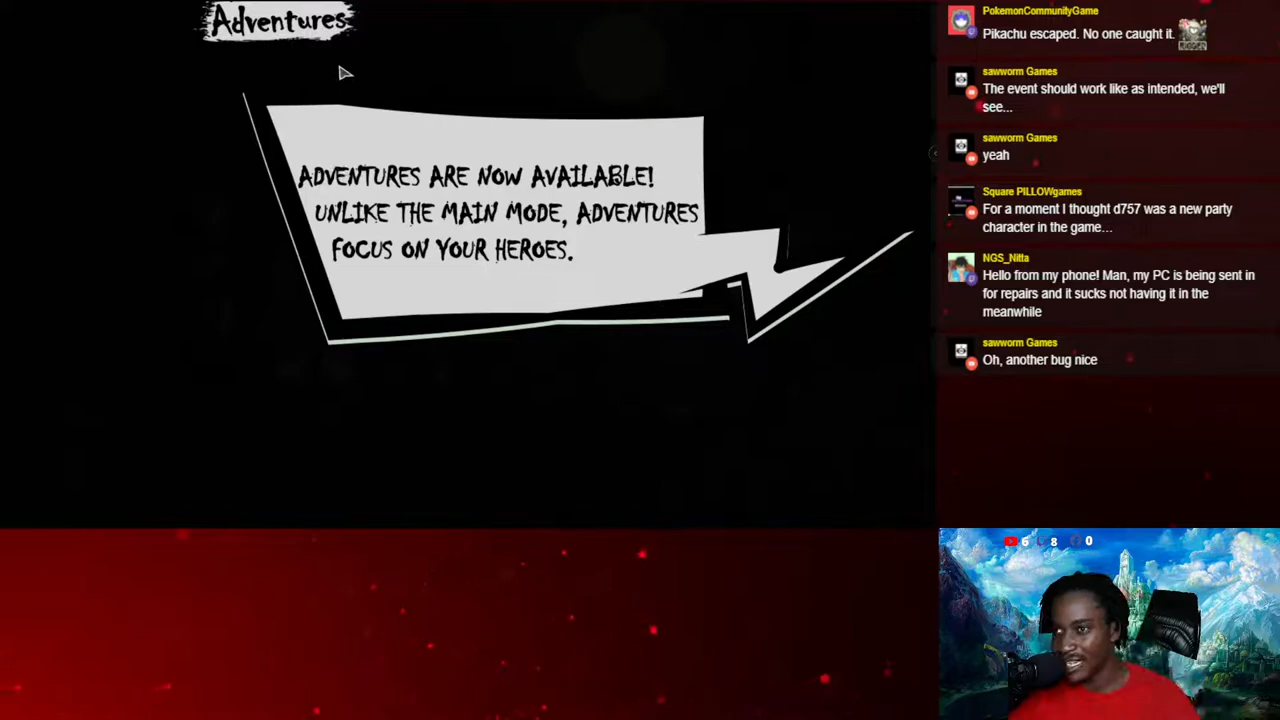 Adventures
ADVENTURES ARE NOW AVAILABLE!
UNLIKE THE MAIN MODE, ADVENTURES
FOCUS ON YOUR HEROES.
PokemonCommunityGame
Pikachu escaped. No one caught it.
sawworm Games
The event should work like as intended, we'll
see...
sawworm Games
yeah
Square PILLOWgames
For a moment I thought d757 was a new party
character in the game...
NGS_Nitta
Hello from my phone! Man, my PC is being sent in
for repairs and it sucks not having it in the
meanwhile
sawworm Games
Oh, another bug nice
6 8 0